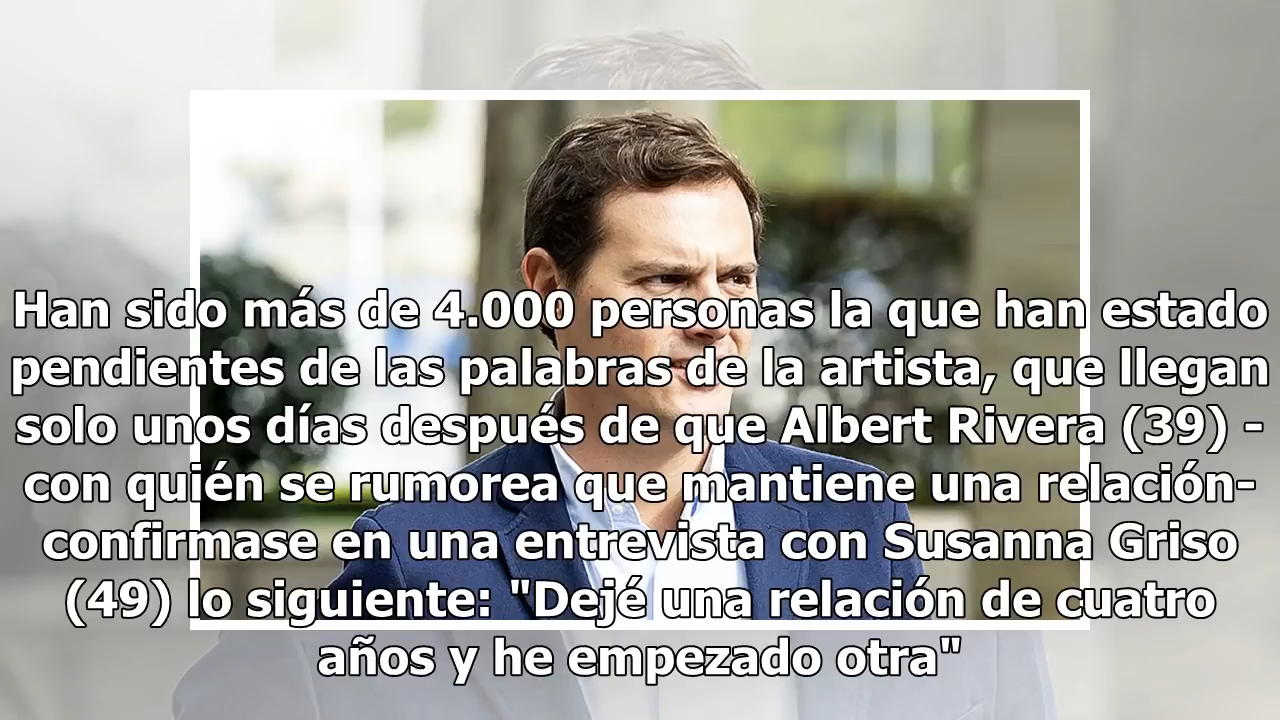 Han sido más de 4.000 personas la que han estado
pendientes de las palabras de la artista, que llegan
solo unos días después de que Albert Rivera (39) -
con quién se rumorea que mantiene una relación-
confirmase en una entrevista con Susanna Griso
(49) lo siguiente: "Dejé una relación de cuatro
años y he empezado otra"